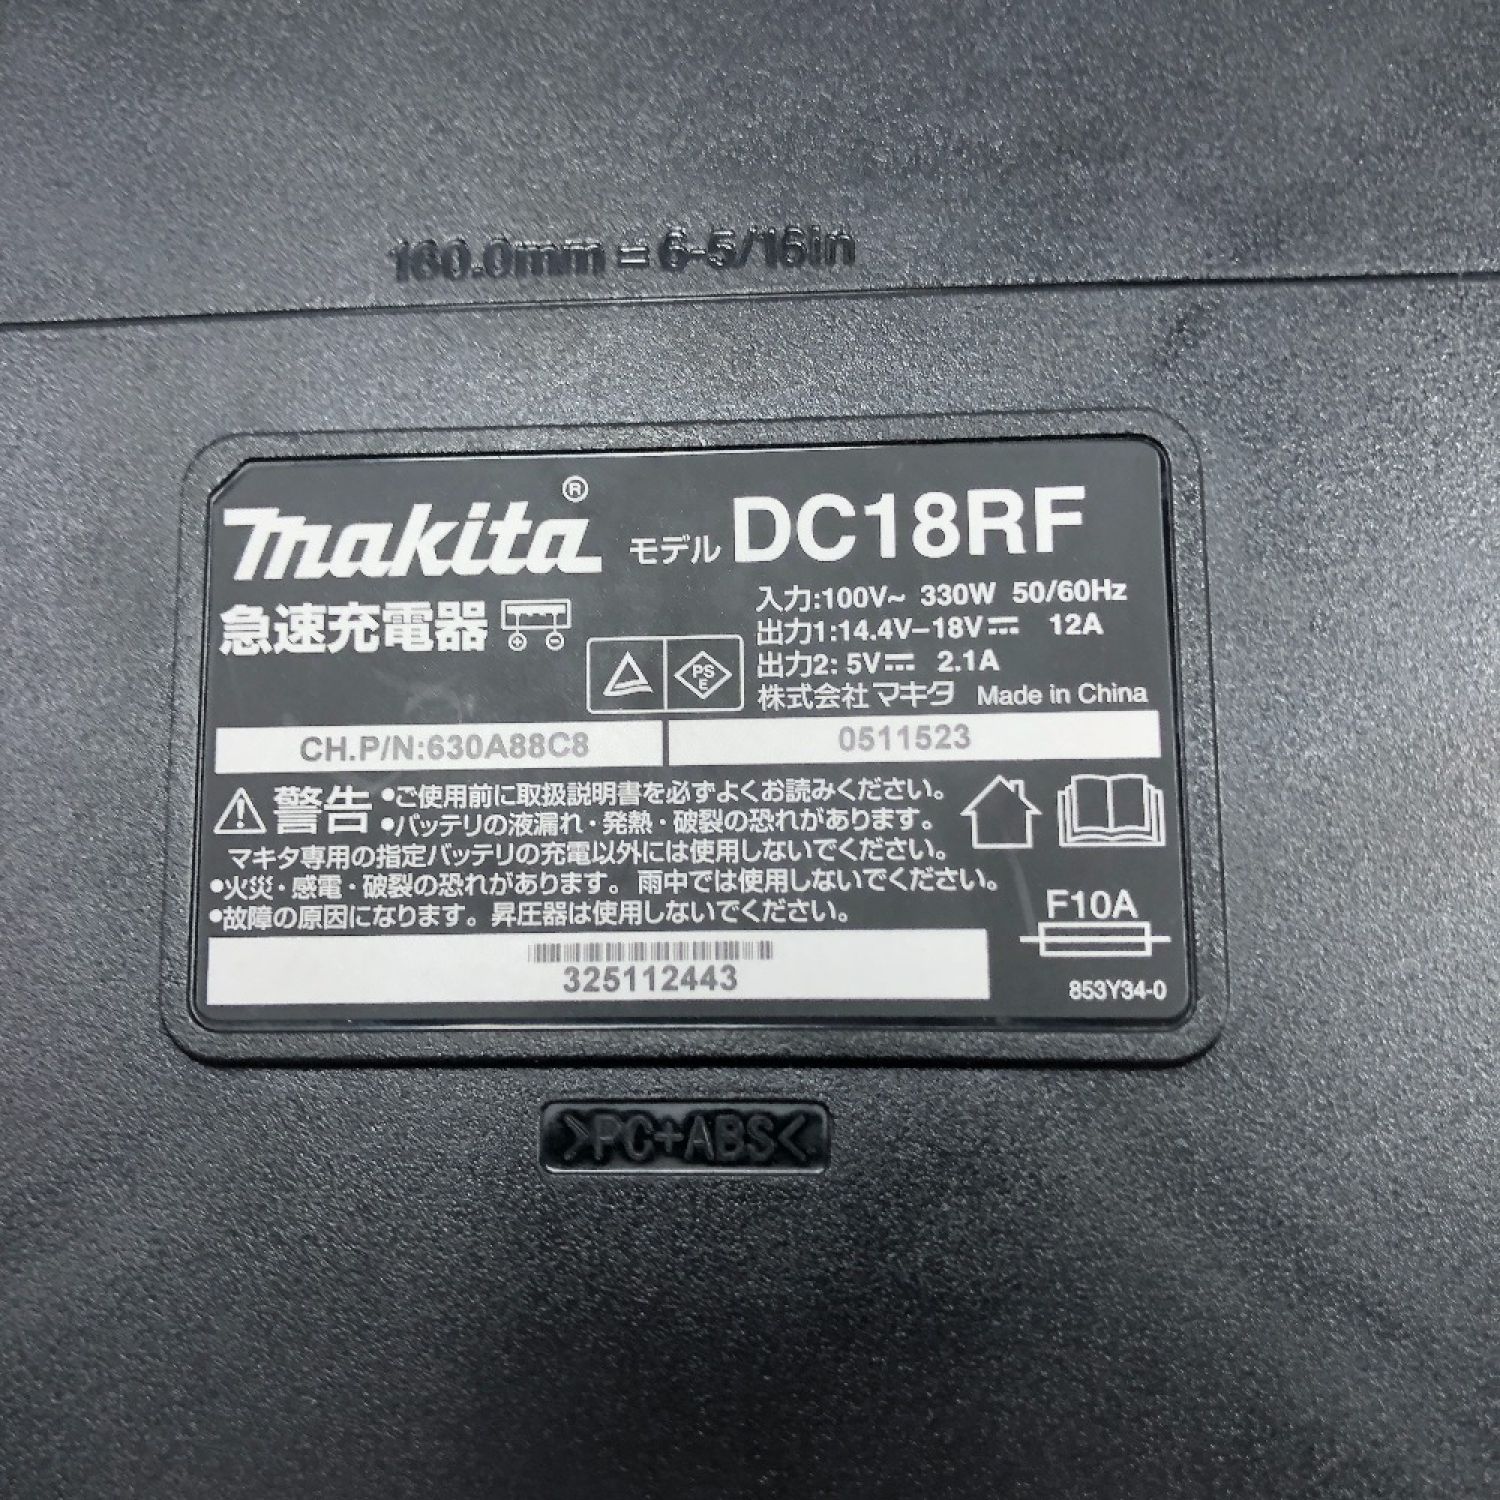 160.0mm = 6-5/16in
makita® モデル DC18RF
急速充電器
入力:100V~ 330W 50/60Hz
出力1:14.4V-18V⎓ 12A
出力2: 5V⎓ 2.1A
PS E
株式会社 マキタ Made in China
CH.P/N:630A88C8 0511523
⚠警告 •ご使用前に取扱説明書を必ずよくお読みください。
•バッテリの液漏れ・発熱・破裂の恐れがあります。
マキタ専用の指定バッテリの充電以外には使用しないでください。
•火災・感電・破裂の恐れがあります。雨中では使用しないでください。
•故障の原因になります。昇圧器は使用しないでください。
F10A
325112443
853Y34-0
>PC+ABS<